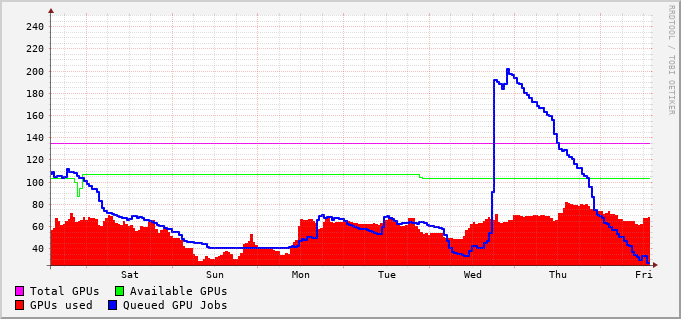 240
220
200
180
160
140
120
100
80
60
40
Sat Sun Mon Tue Wed Thu Fri
Total GPUs Available GPUs
GPUs used Queued GPU Jobs
RRDTOOL / TOBI OETIKER